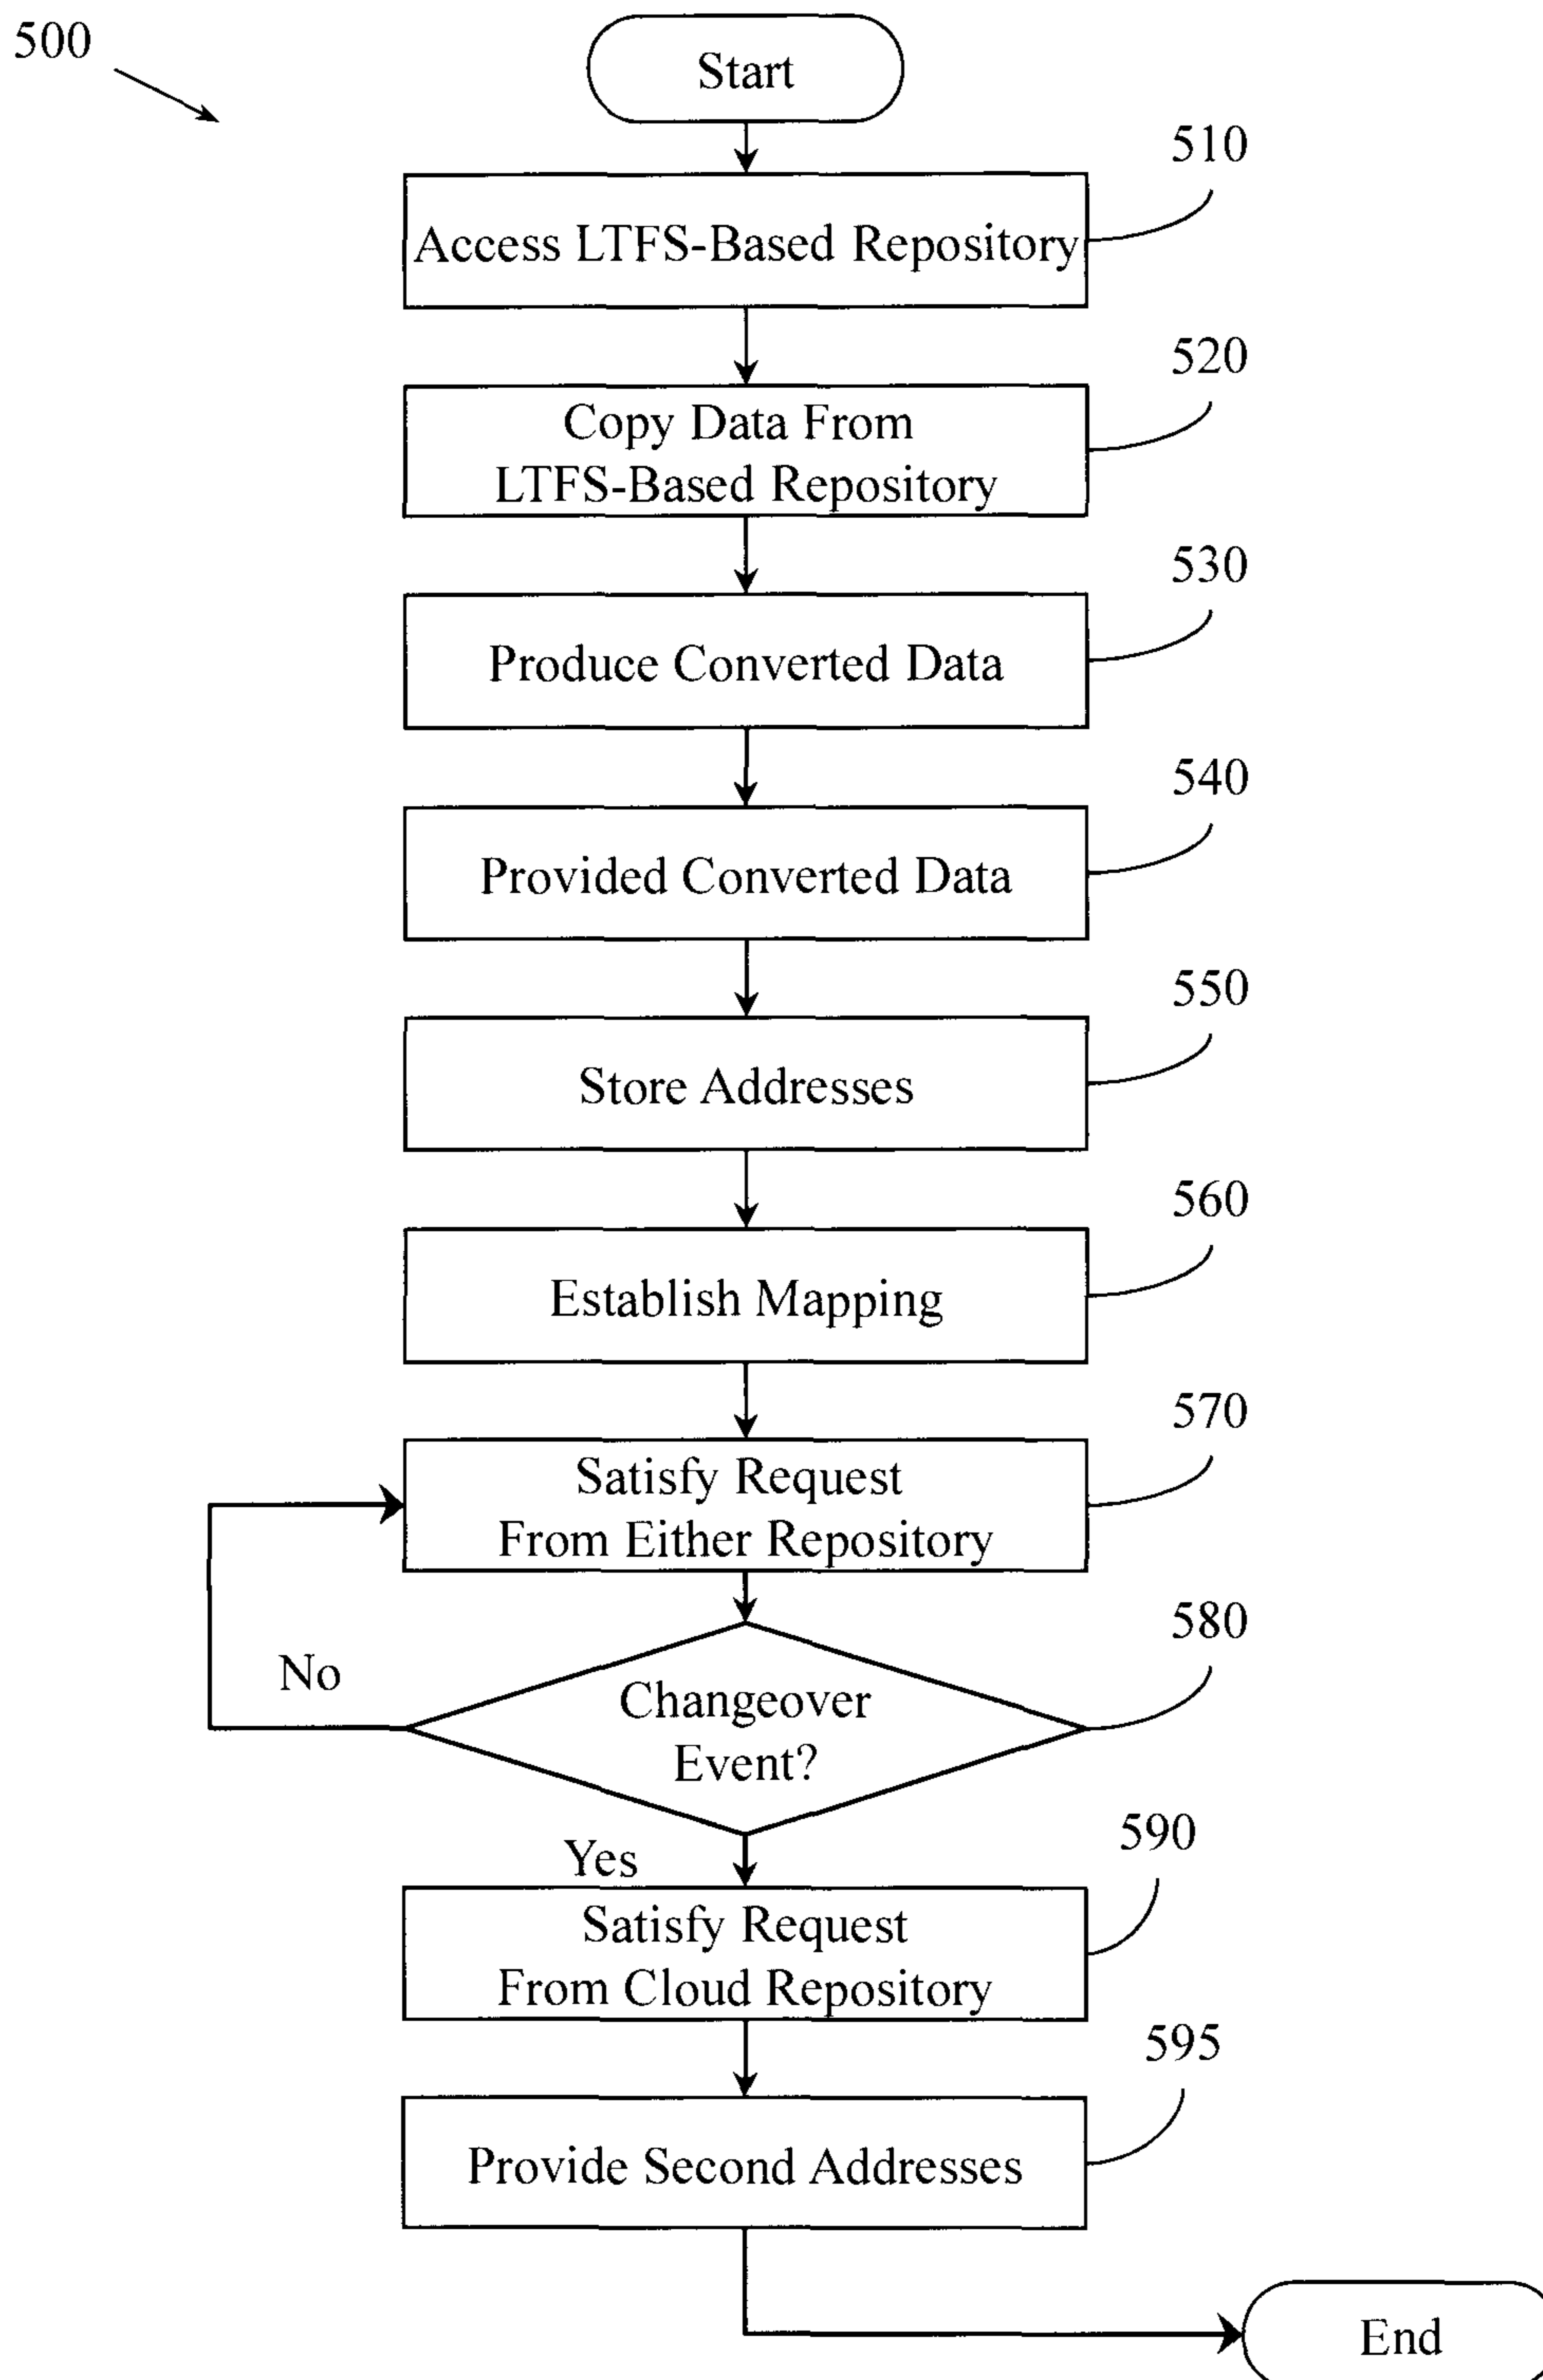 500
Start
510
Access LTFS-Based Repository
520
Copy Data From
LTFS-Based Repository
530
Produce Converted Data
540
Provided Converted Data
550
Store Addresses
560
Establish Mapping
570
Satisfy Request
From Either Repository
580
No
Changeover
Event?
Yes
590
Satisfy Request
From Cloud Repository
595
Provide Second Addresses
End